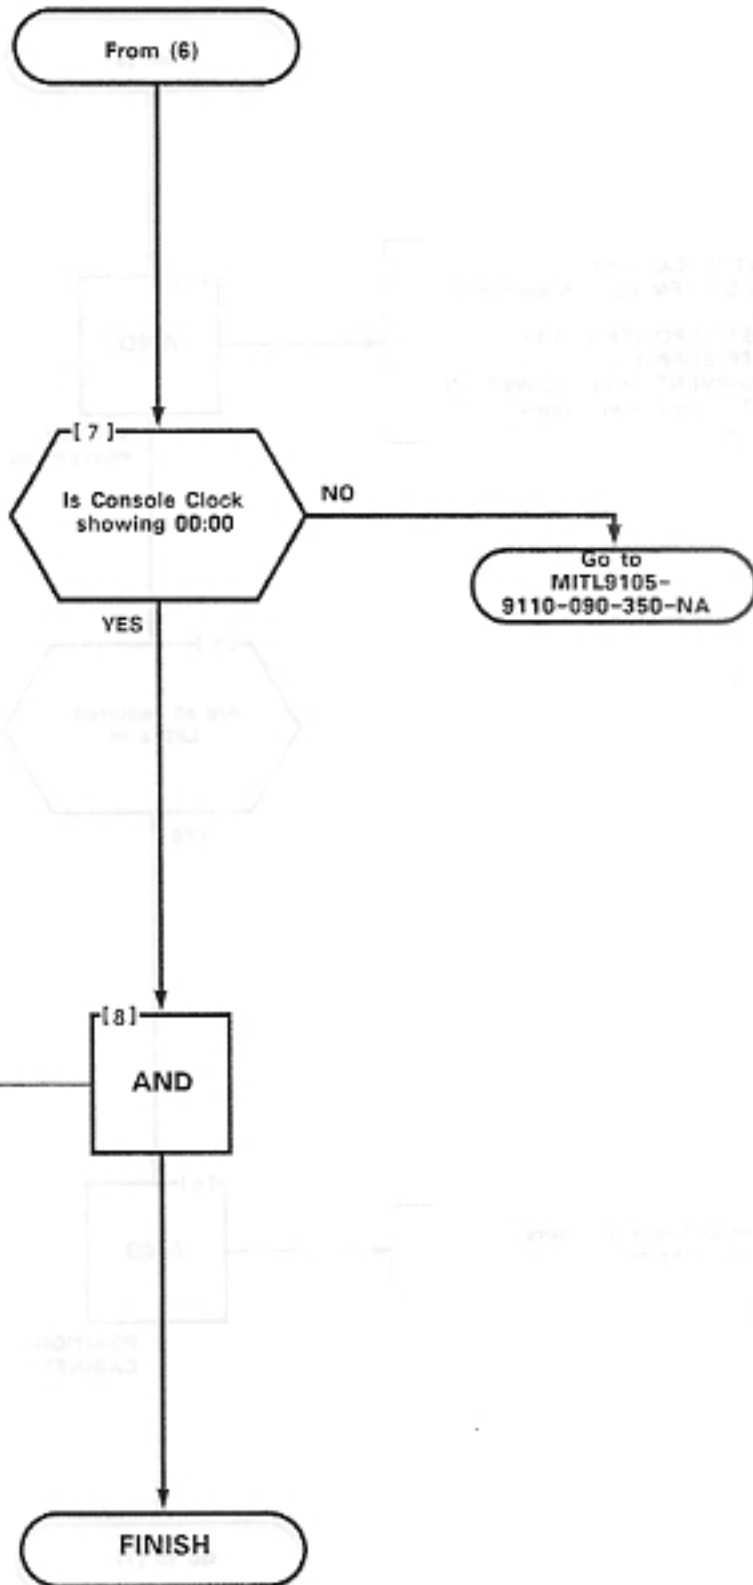 From (6)
[7]
Is Console Clock
showing 00:00
NO
Go to
MITL9105-
9110-090-350-NA
YES
[8]
AND
FINISH